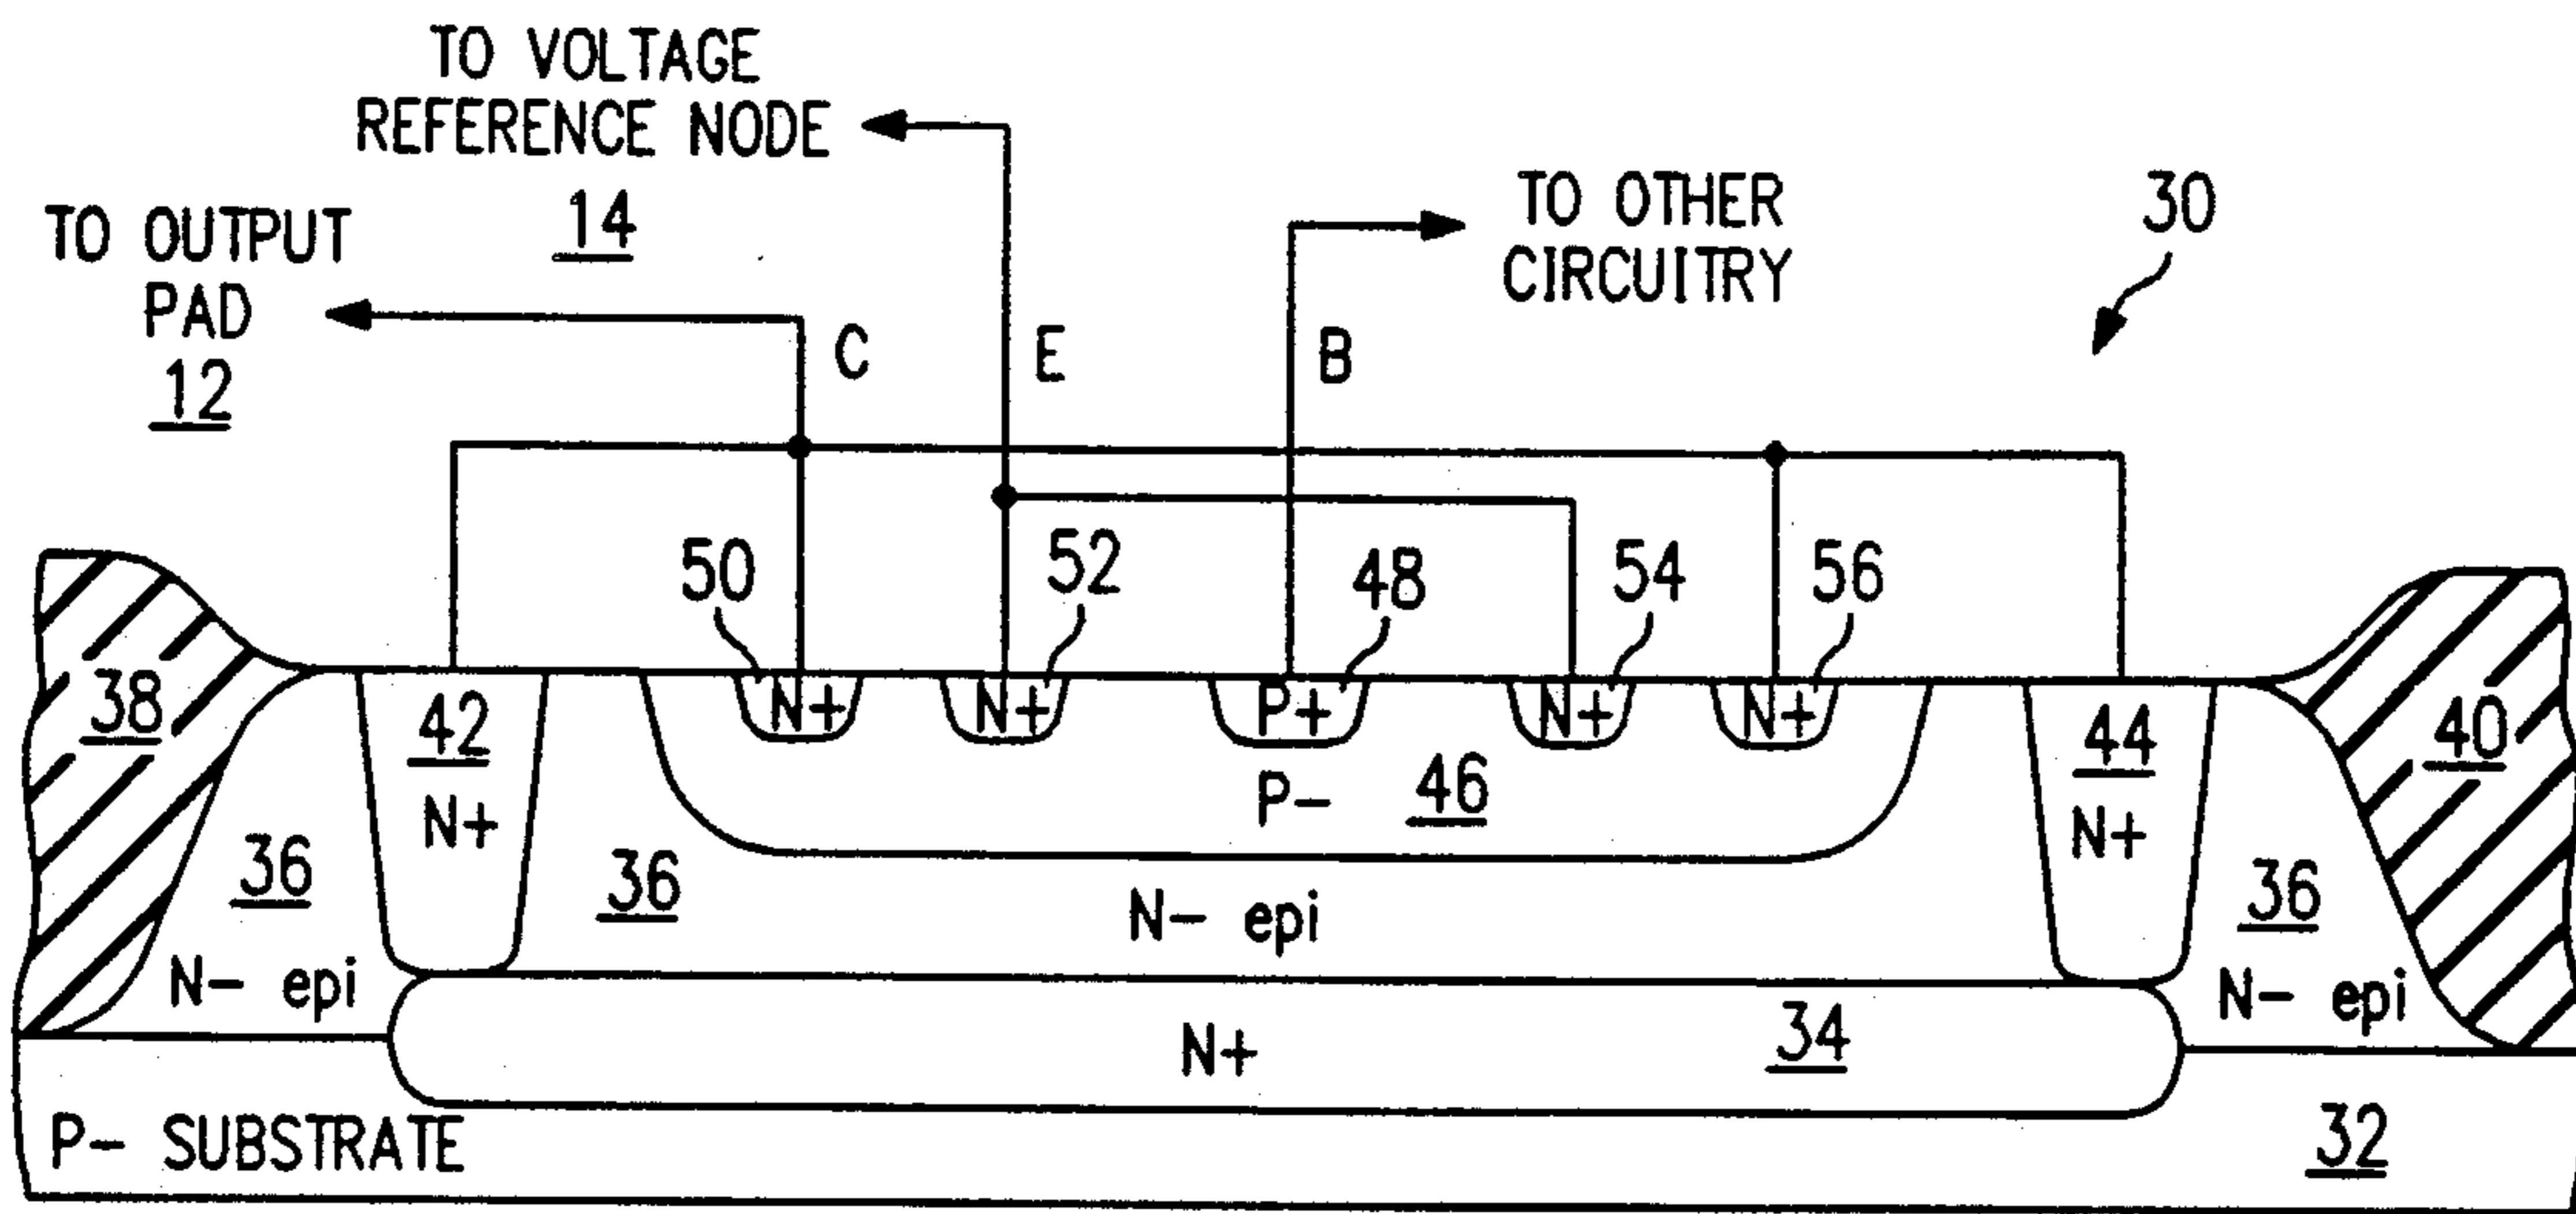 TO VOLTAGE
REFERENCE NODE
14
TO OUTPUT
PAD
12
TO OTHER
CIRCUITRY
30
C
E
B
50
52
48
54
56
38
42
N+
N+
N+
P+
N+
N+
44
40
N+
P-
46
N+
36
36
N- epi
36
N- epi
N- epi
N+
34
P- SUBSTRATE
32